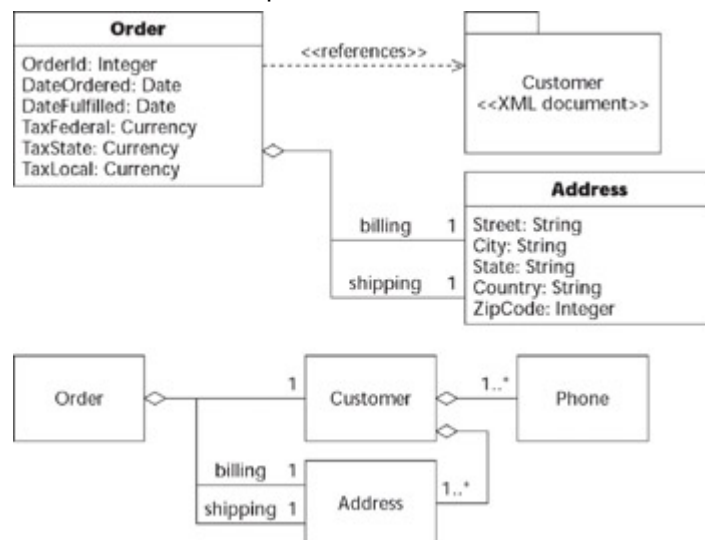 Order
OrderId: Integer
DateOrdered: Date
DateFulfilled: Date
TaxFederal: Currency
TaxState: Currency
TaxLocal: Currency
<<references>>
Customer
<<XML document>>
Address
Street: String
City: String
State: String
Country: String
ZipCode: Integer
billing 1
shipping 1
Order
1
Customer
1..*
Phone
billing 1
shipping 1
Address
1..*